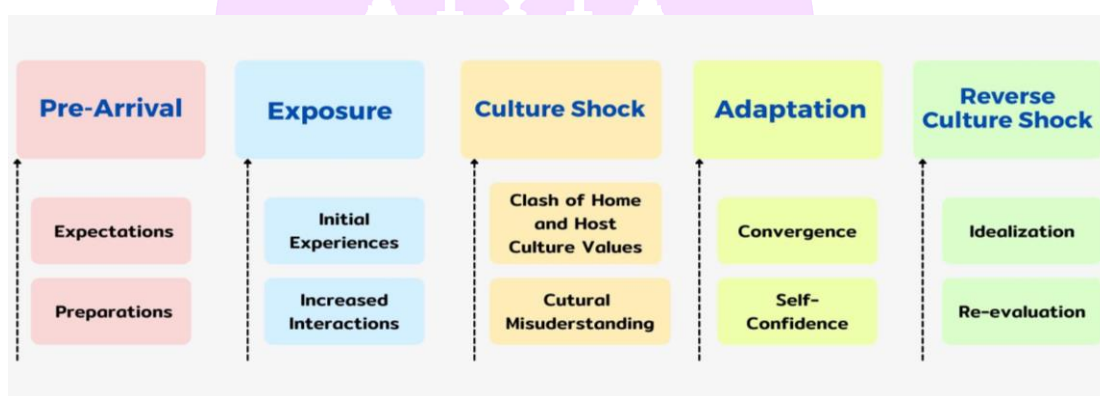 Pre-Arrival
Expectations
Preparations
Exposure
Initial
Experiences
Increased
Interactions
Culture Shock
Clash of Home
and Host
Culture Values
Cutural
Misuderstanding
Adaptation
Convergence
Self-
Confidence
Reverse
Culture Shock
Idealization
Re-evaluation